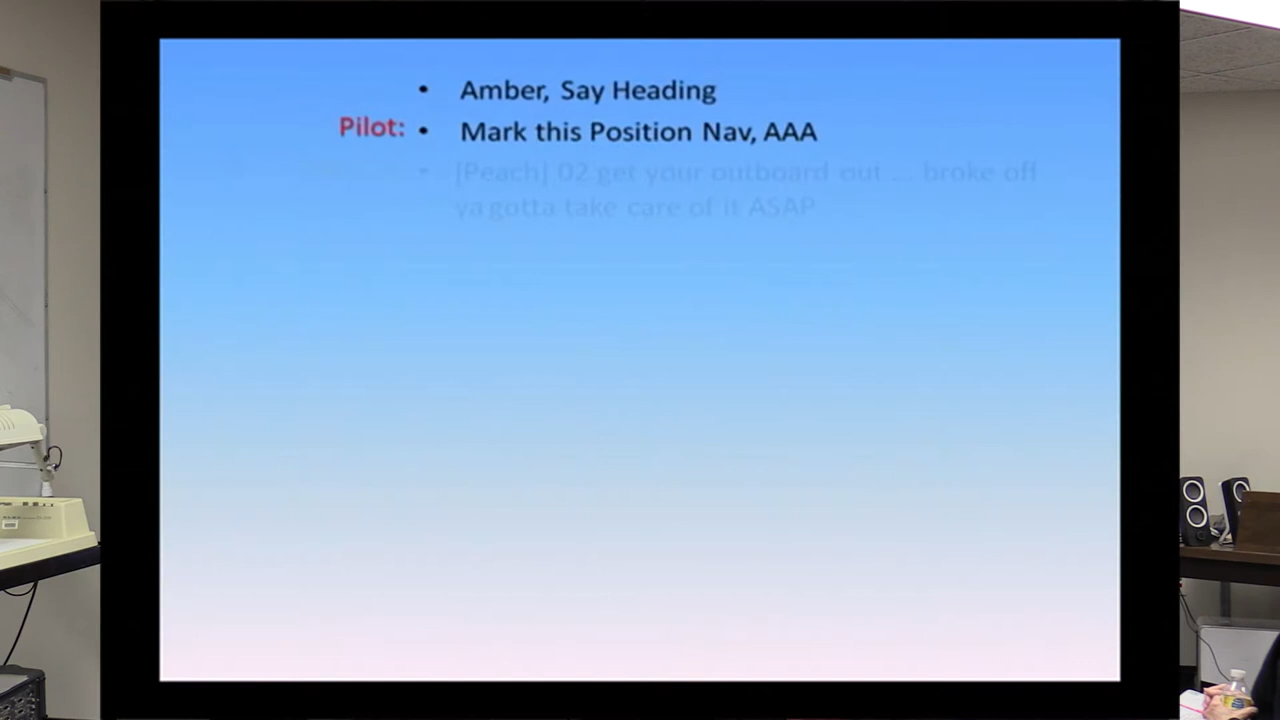 • Amber, Say Heading
Pilot: • Mark this Position Nav, AAA
• [Peach] 02 get your outboard out ... broke off
ya gotta take care of it ASAP